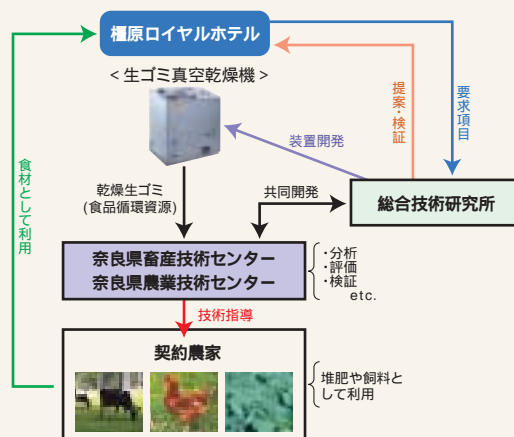 橿原ロイヤルホテル
<生ゴミ真空乾燥機>
提案・検証
要求項目
装置開発
食材として利用
乾燥生ゴミ
(食品循環資源)
共同開発
総合技術研究所
奈良県畜産技術センター
奈良県農業技術センター
・分析
・評価
・検証
etc.
技術指導
契約農家
堆肥や飼料と
して利用